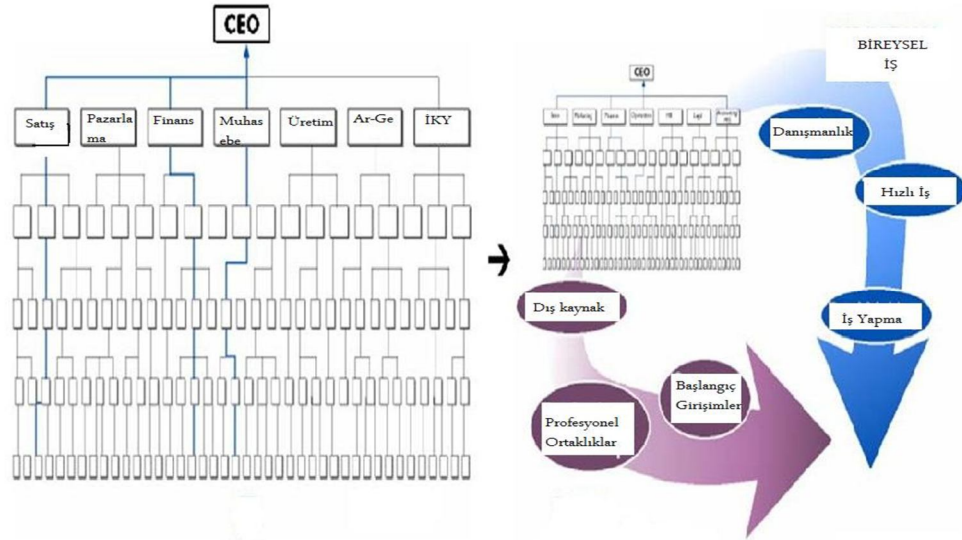 CEO
Satış
Pazarla
ma
Finans
Muhas
ebe
Üretim
Ar-Ge
İKY
BİREYSEL
İŞ
CEO
Danışmanlık
Hızlı İş
İş Yapma
Dış kaynak
Başlangıç
Girişimler
Profesyonel
Ortaklıklar